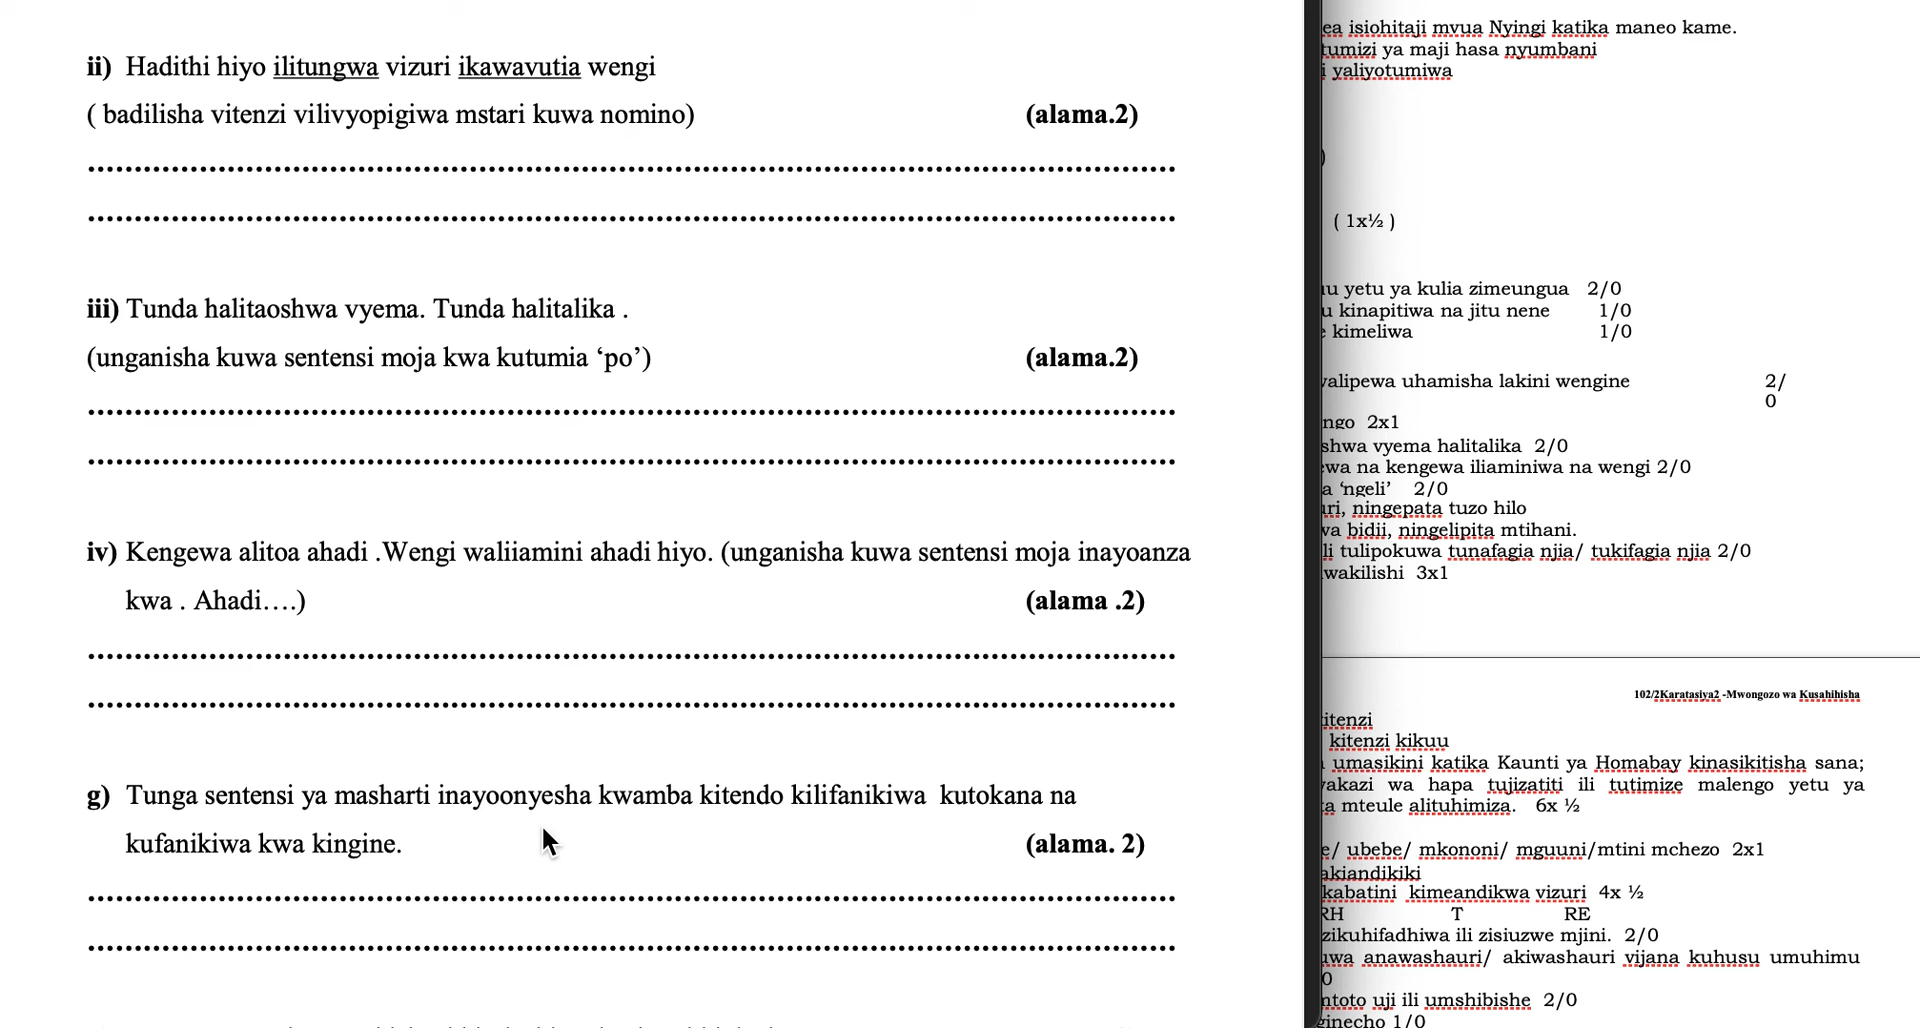 ii) Hadithi hiyo ilitungwa vizuri ikawavutia wengi
( badilisha vitenzi vilivyopigiwa mstari kuwa nomino) (alama.2)
iii) Tunda halitaoshwa vyema. Tunda halitalika .
(unganisha kuwa sentensi moja kwa kutumia ‘po’) (alama.2)
iv) Kengewa alitoa ahadi .Wengi waliiamini ahadi hiyo. (unganisha kuwa sentensi moja inayoanza
kwa . Ahadi….) (alama .2)
g) Tunga sentensi ya masharti inayoonyesha kwamba kitendo kilifanikiwa kutokana na
kufanikiwa kwa kingine. (alama. 2)
isiohitaji mvua Nyingi katika maneo kame.
ya maji hasa nyumbani
yaliyotumiwa
( 1x½ )
yetu ya kulia zimeungua 2/0
kinapitiwa na jitu nene 1/0
kimeliwa 1/0
uhamisha lakini wengine 2/
0
2x1
vyema halitalika 2/0
na kengewa iliaminiwa na wengi 2/0
‘ngeli’ 2/0
ningepata tuzo hilo
bidii, ningelipita mtihani.
tulipokuwa tunafagia njia/ tukifagia njia 2/0
3x1
102/2Karatasiya2 -Mwongozo wa Kusahihisha
kitenzi kikuu
umasikini katika Kaunti ya Homabay kinasikitisha sana;
wa hapa tujizatiti ili tutimize malengo yetu ya
mteule alituhimiza. 6x ½
ubebe/ mkononi/ mguuni/mtini mchezo 2x1
kimeandikwa vizuri 4x ½
RH T RE
ili zisiuzwe mjini. 2/0
anawashauri/ akiwashauri vijana kuhusu umuhimu
uji ili umshibishe 2/0
1/0